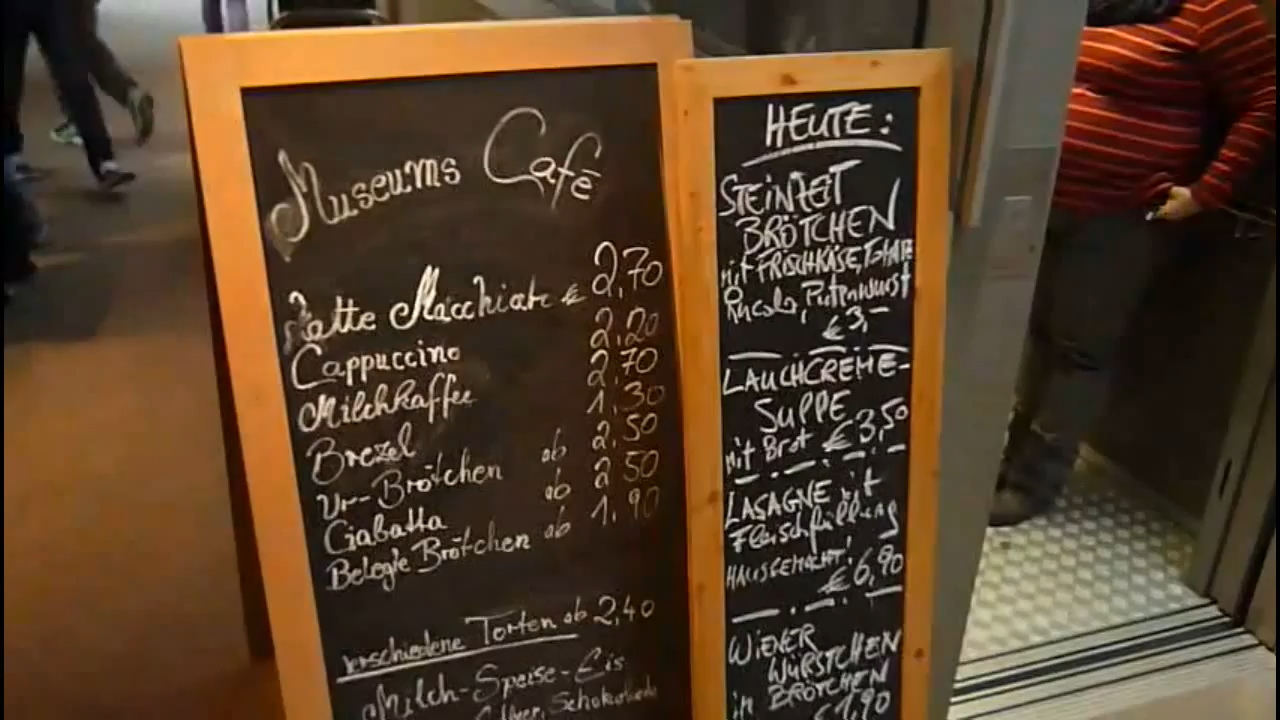 Museums Café
Latte Macchiato € 2,70
Cappuccino 2,20
Milchkaffee 2,70
Brezel 1,30
Ur-Brötchen ab 2,50
Ciabatta ab 2,50
Belegte Brötchen ab 1,90
verschiedene Torten ab 2,40
Milch-Speise-Eis
Schokolade
HEUTE:
STEINZEIT
BRÖTCHEN
mit FRISCHKÄSE, TOMATE
Rucola, Putenwurst
€ 3,-
LAUCHCREME-
SUPPE
mit Brot € 3,50
LASAGNE mit
Fleischfüllung
HAUSGEMACHT!
€ 6,90
WIENER
WÜRSTCHEN
in BRÖTCHEN
€ 1,90